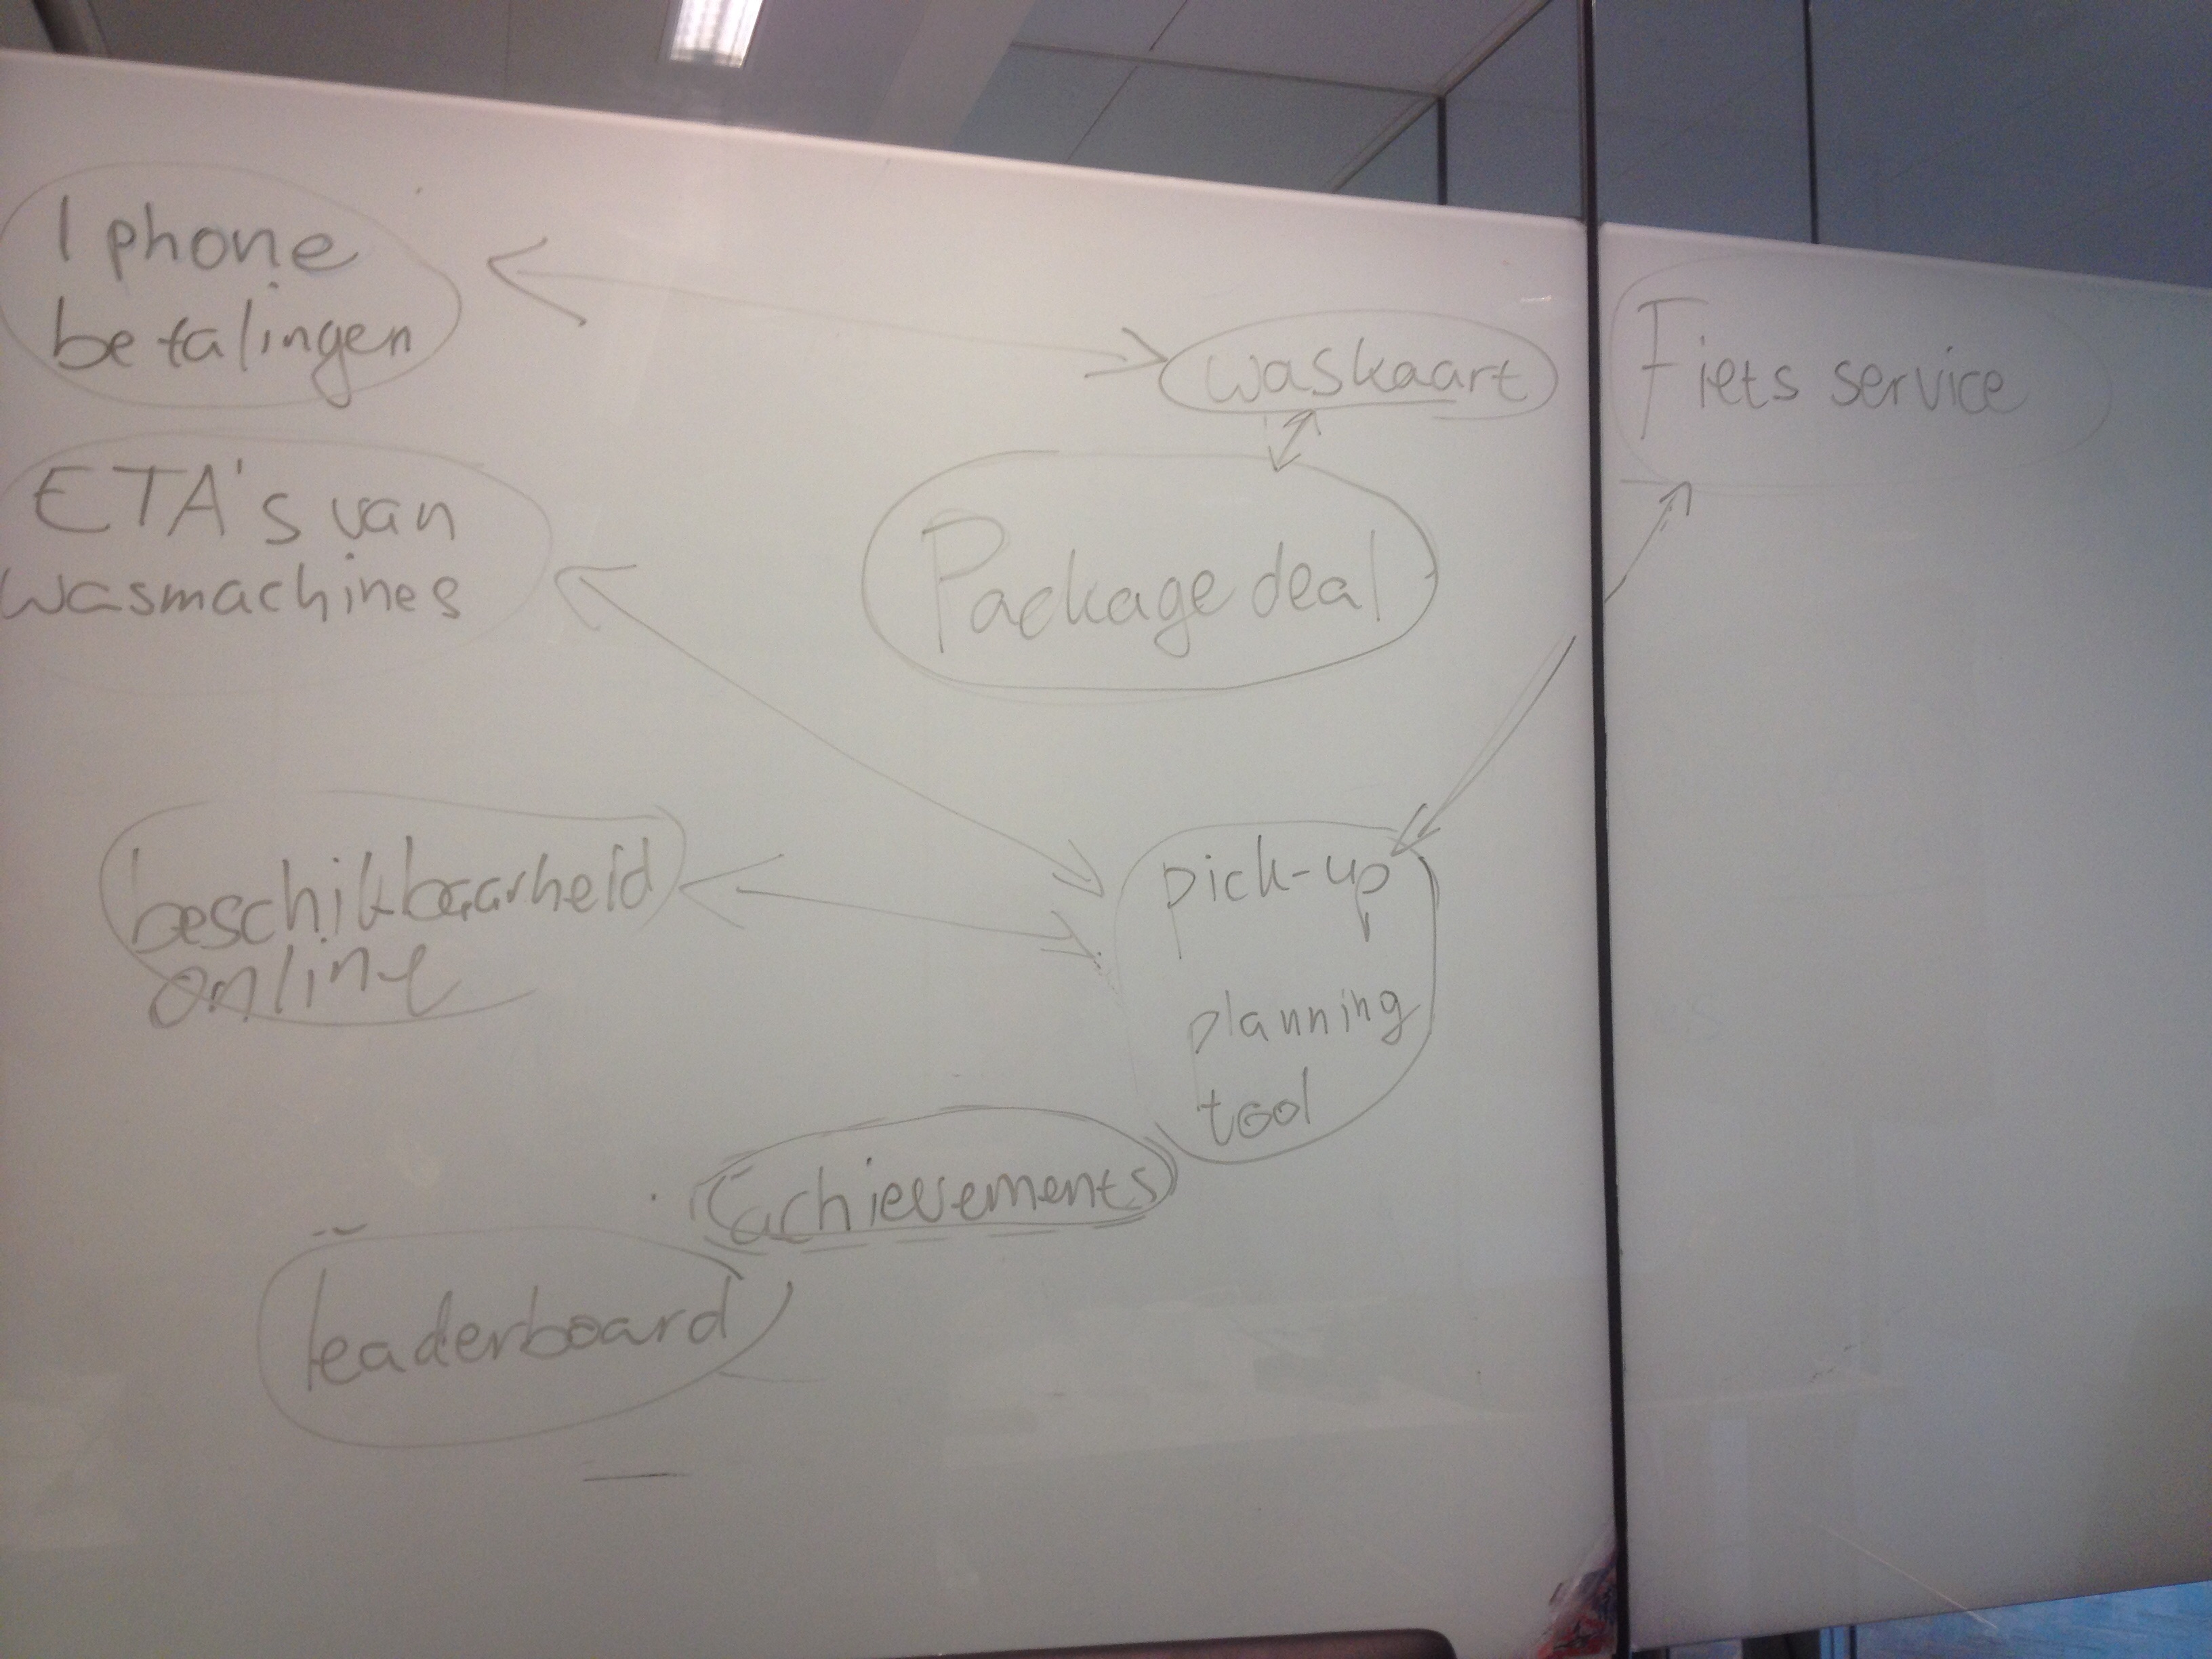 I phone
betalingen
waskaart
Fiets service
ETA's van
wasmachines
Package deal
beschikbaarheid
online
pick-up
planning
tool
achievements
leaderboard